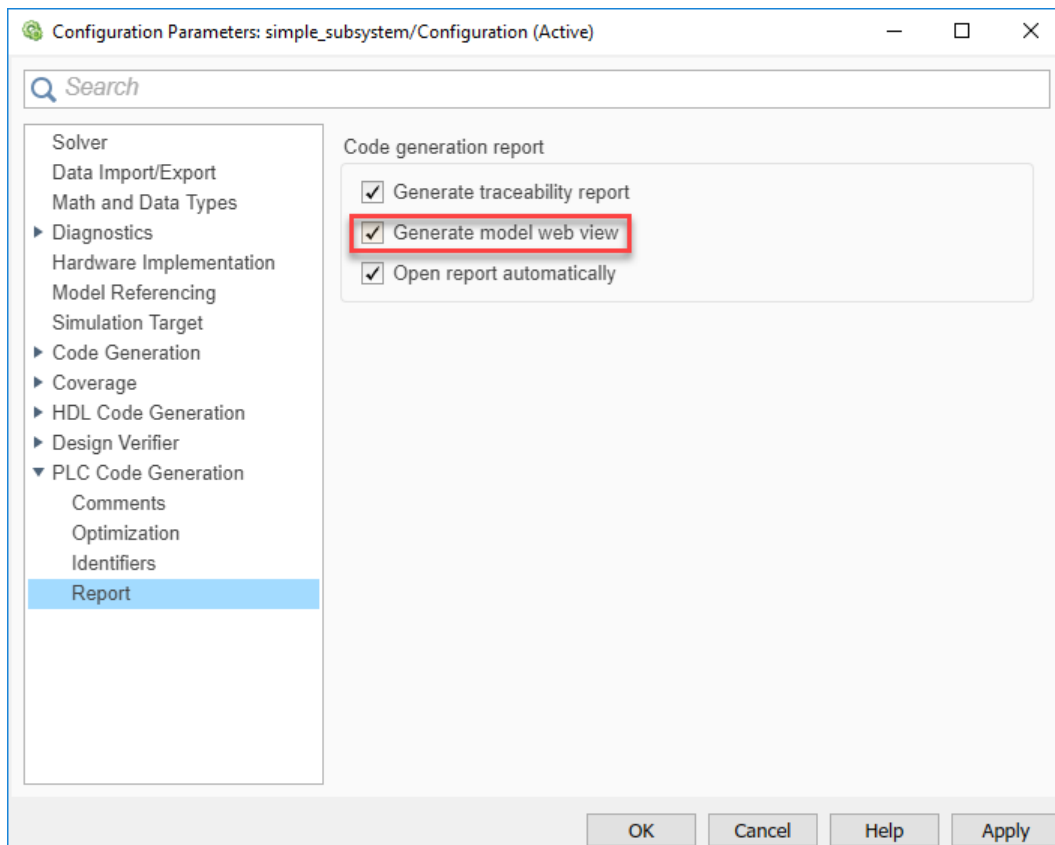 Configuration Parameters: simple_subsystem/Configuration (Active)
Search
Solver
Data Import/Export
Math and Data Types
Diagnostics
Hardware Implementation
Model Referencing
Simulation Target
Code Generation
Coverage
HDL Code Generation
Design Verifier
PLC Code Generation
Comments
Optimization
Identifiers
Report
Code generation report
Generate traceability report
Generate model web view
Open report automatically
OK
Cancel
Help
Apply